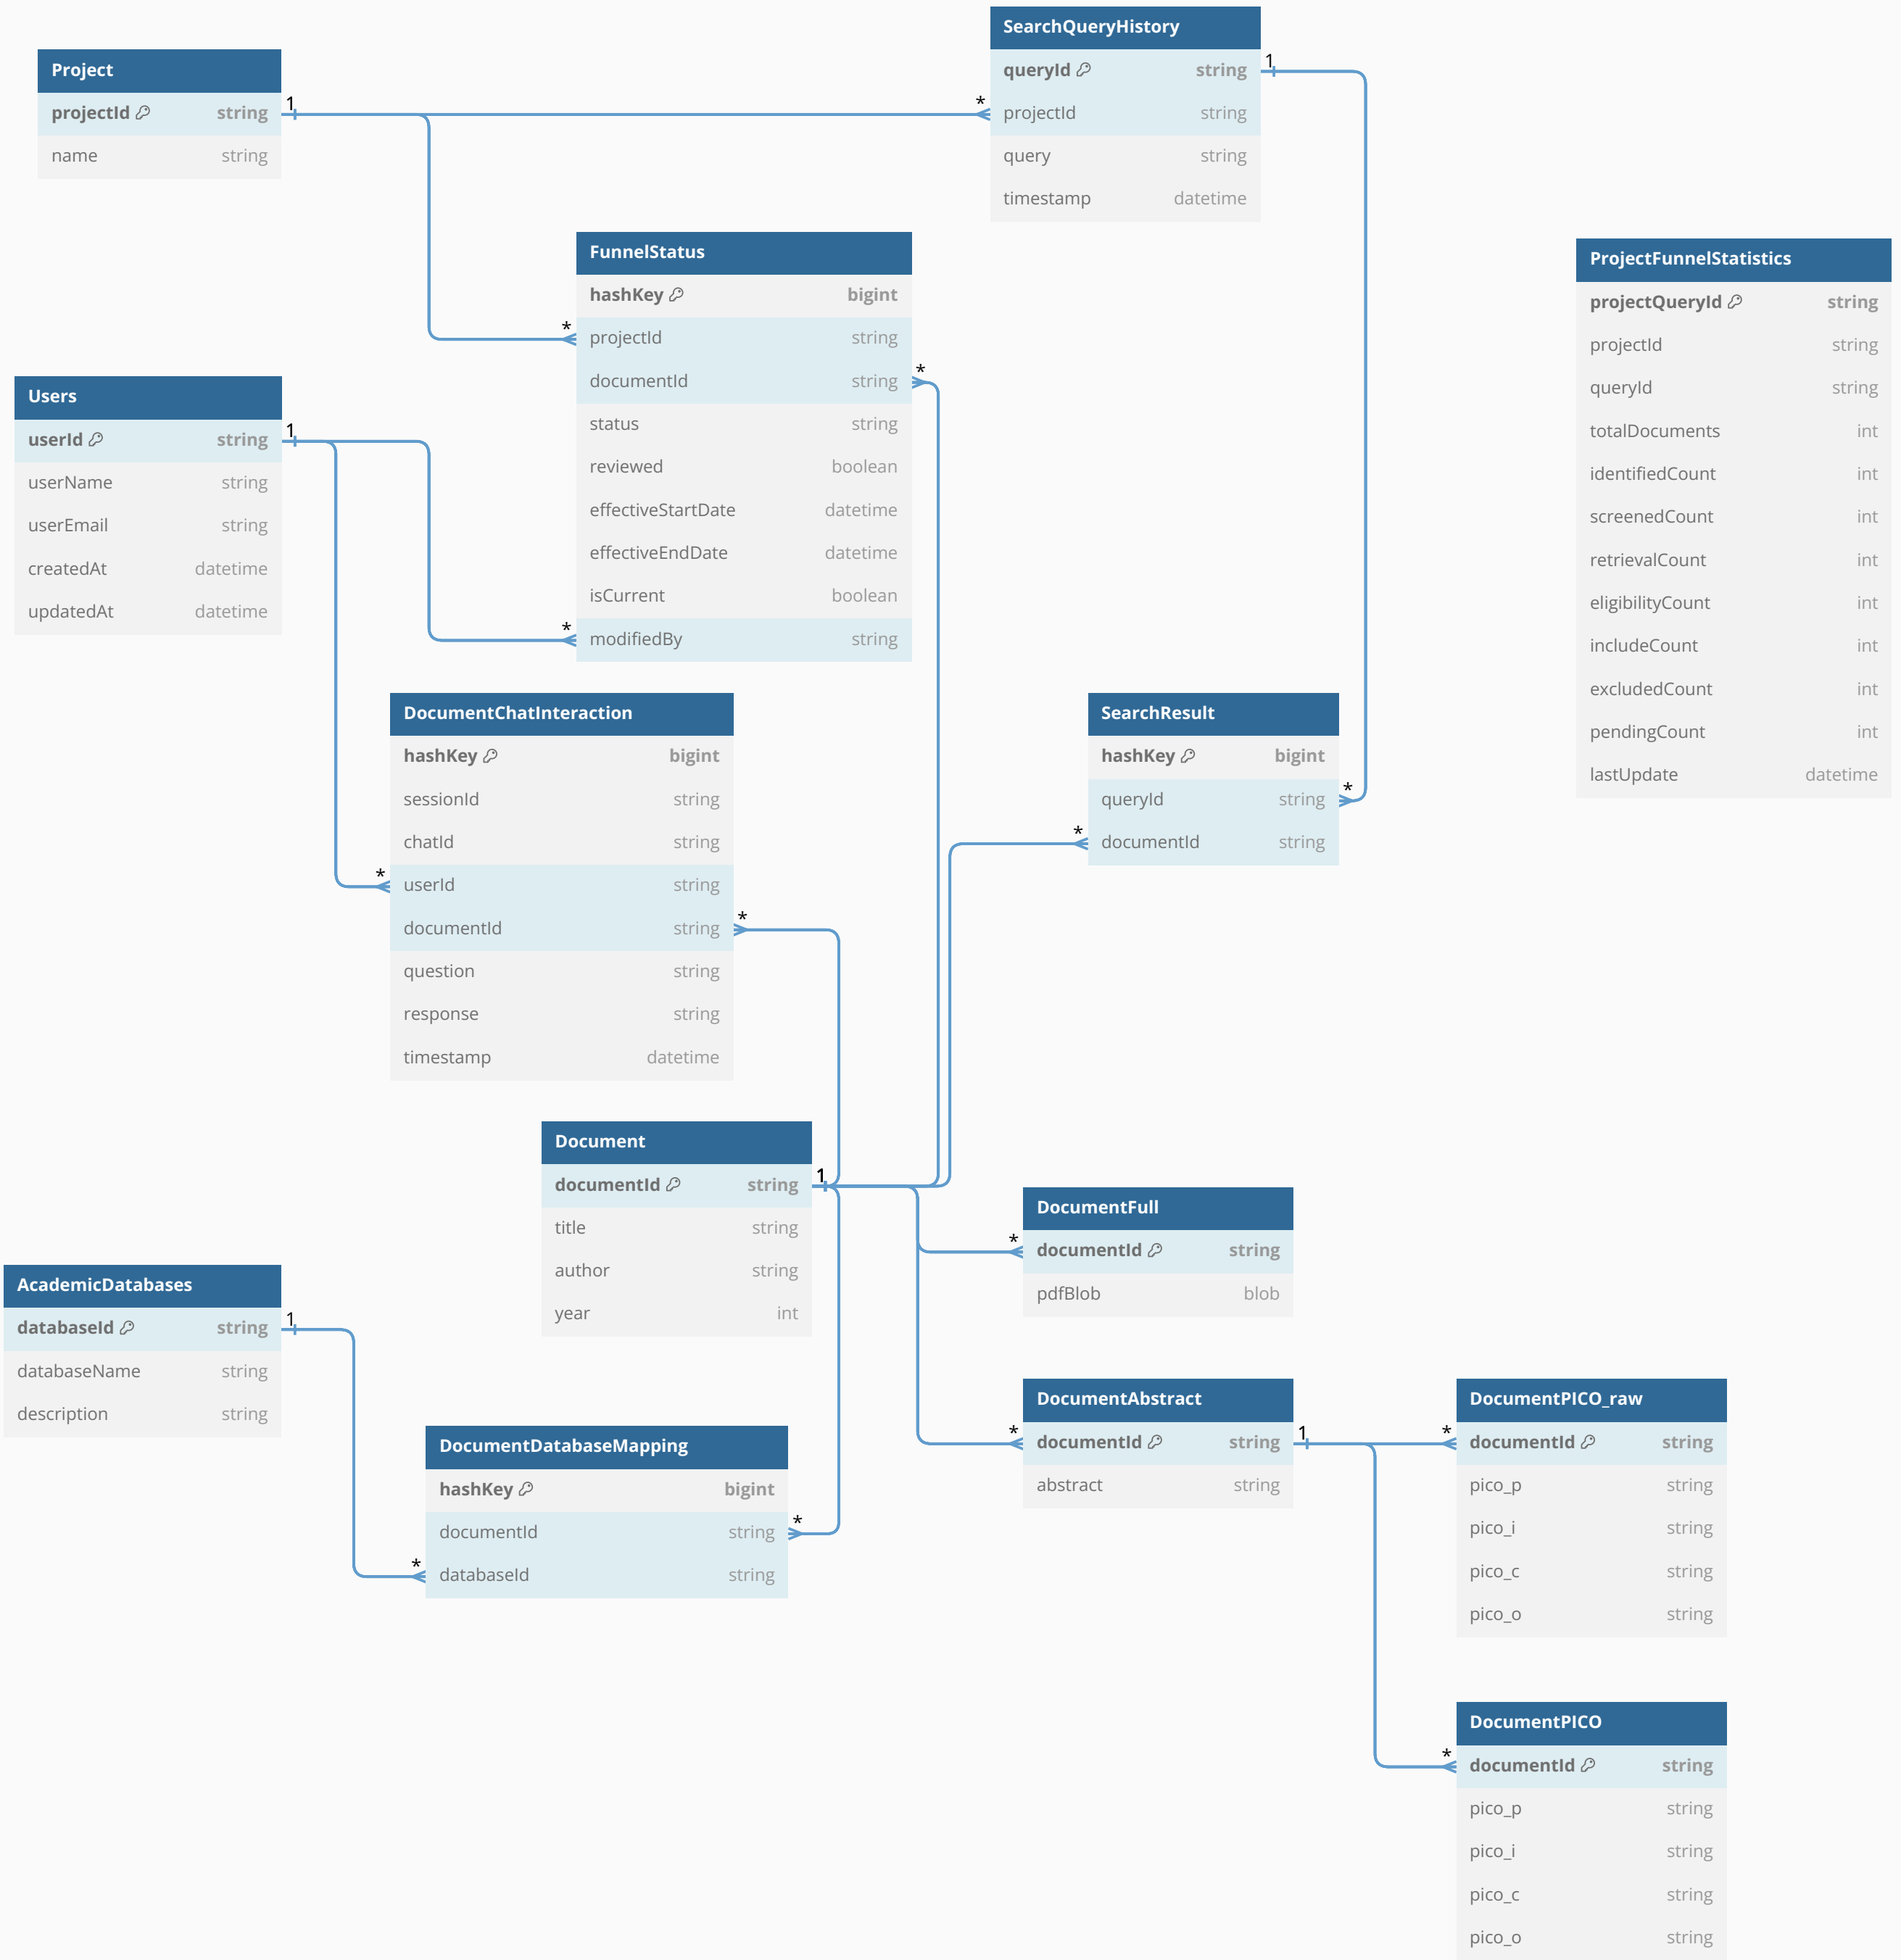 SearchQueryHistory
queryId string
projectId string
query string
timestamp datetime
1
*
Project
projectId string
name string
1
FunnelStatus
hashKey bigint
projectId string
documentId string
status string
reviewed boolean
effectiveStartDate datetime
effectiveEndDate datetime
isCurrent boolean
modifiedBy string
*
*
*
ProjectFunnelStatistics
projectQueryId string
projectId string
queryId string
totalDocuments int
identifiedCount int
screenedCount int
retrievalCount int
eligibilityCount int
includeCount int
excludedCount int
pendingCount int
lastUpdate datetime
Users
userId string
userName string
userEmail string
createdAt datetime
updatedAt datetime
1
DocumentChatInteraction
hashKey bigint
sessionId string
chatId string
userId string
documentId string
question string
response string
timestamp datetime
*
*
SearchResult
hashKey bigint
queryId string
documentId string
*
*
Document
documentId string
title string
author string
year int
1
DocumentFull
documentId string
pdfBlob blob
*
AcademicDatabases
databaseId string
databaseName string
description string
1
DocumentDatabaseMapping
hashKey bigint
documentId string
databaseId string
*
*
DocumentAbstract
documentId string
abstract string
*
1
DocumentPICO_raw
documentId string
pico_p string
pico_i string
pico_c string
pico_o string
*
DocumentPICO
documentId string
pico_p string
pico_i string
pico_c string
pico_o string
*